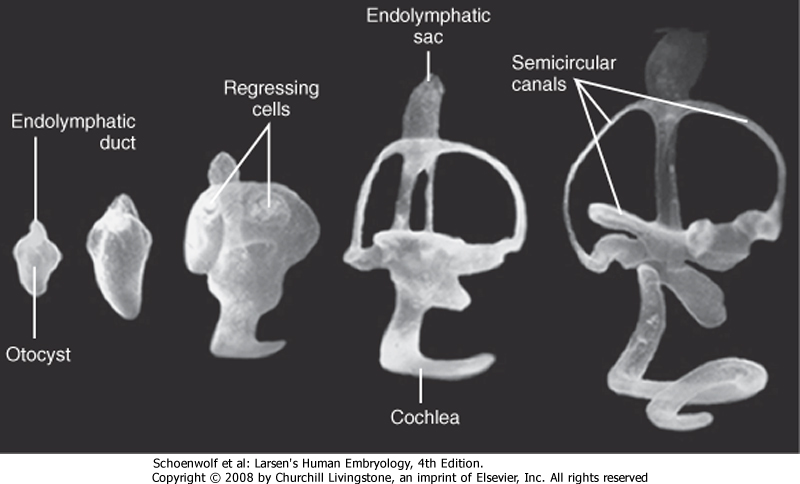 Endolymphatic
sac
Semicircular
canals
Regressing
cells
Endolymphatic
duct
Otocyst
Cochlea
Schoenwolf et al: Larsen's Human Embryology, 4th Edition.
Copyright © 2008 by Churchill Livingstone, an imprint of Elsevier, Inc. All rights reserved